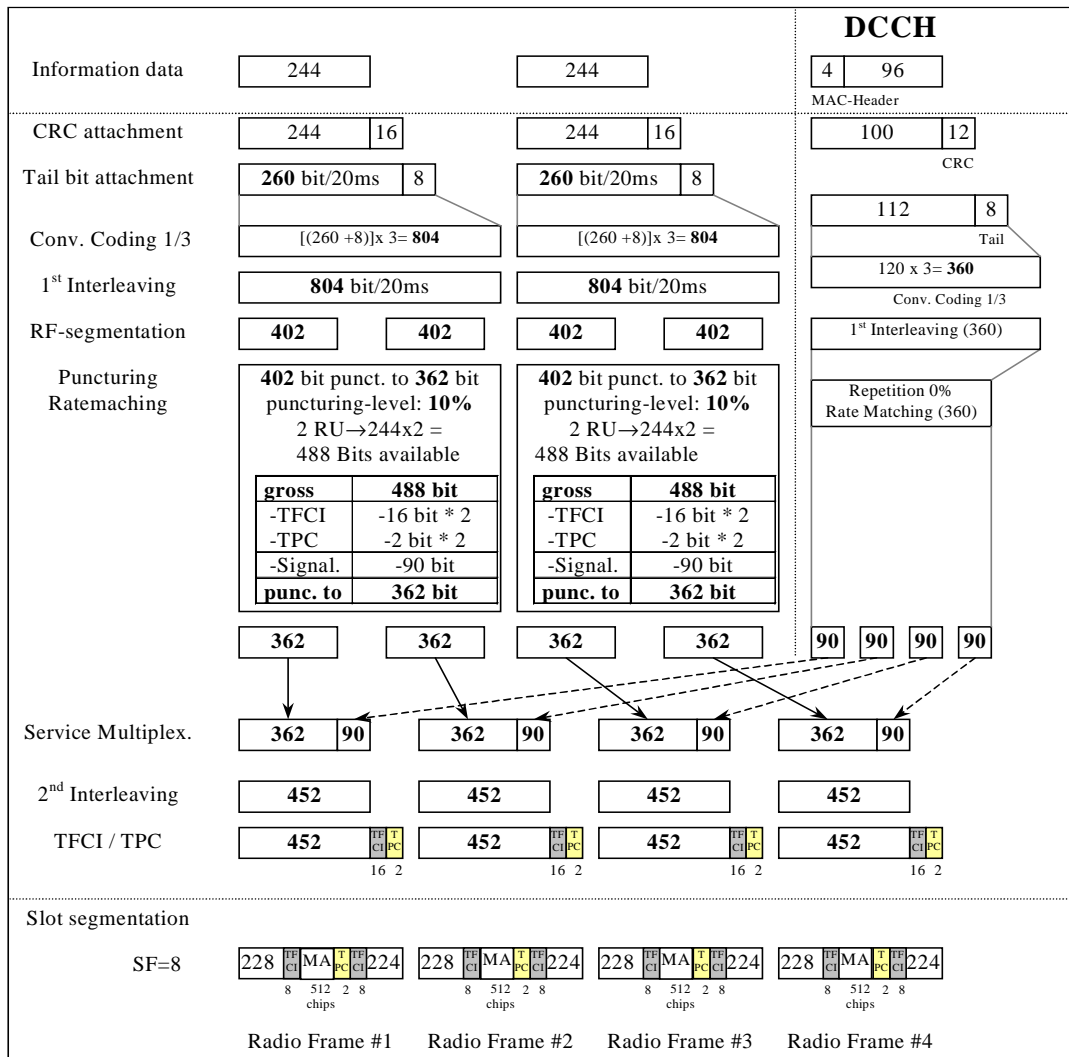 DCCH
Information data 244 244 4 96
MAC-Header
CRC attachment 244 16 244 16 100 12
CRC
Tail bit attachment 260 bit/20ms 8 260 bit/20ms 8
112 8
Tail
Conv. Coding 1/3 [(260 +8)]x 3= 804 [(260 +8)]x 3= 804
120 x 3= 360
Conv. Coding 1/3
1st Interleaving 804 bit/20ms 804 bit/20ms
RF-segmentation 402 402 402 402 1st Interleaving (360)
Puncturing
Ratemaching
402 bit punct. to 362 bit
puncturing-level: 10%
2 RU→244x2 =
488 Bits available
gross 488 bit
-TFCI -16 bit * 2
-TPC -2 bit * 2
-Signal. -90 bit
punc. to 362 bit
402 bit punct. to 362 bit
puncturing-level: 10%
2 RU→244x2 =
488 Bits available
gross 488 bit
-TFCI -16 bit * 2
-TPC -2 bit * 2
-Signal. -90 bit
punc. to 362 bit
Repetition 0%
Rate Matching (360)
362 362 362 362 90 90 90 90
Service Multiplex. 362 90 362 90 362 90 362 90
2nd Interleaving 452 452 452 452
TFCI / TPC 452 TF CI T PC 452 TF CI T PC 452 TF CI T PC 452 TF CI T PC
16 2 16 2 16 2 16 2
Slot segmentation
SF=8 228 TF CI MA T PC TF CI 224 228 TF CI MA T PC TF CI 224 228 TF CI MA T PC TF CI 224 228 TF CI MA T PC TF CI 224
8 512 2 8 8 512 2 8 8 512 2 8 8 512 2 8
chips chips chips chips
Radio Frame #1 Radio Frame #2 Radio Frame #3 Radio Frame #4